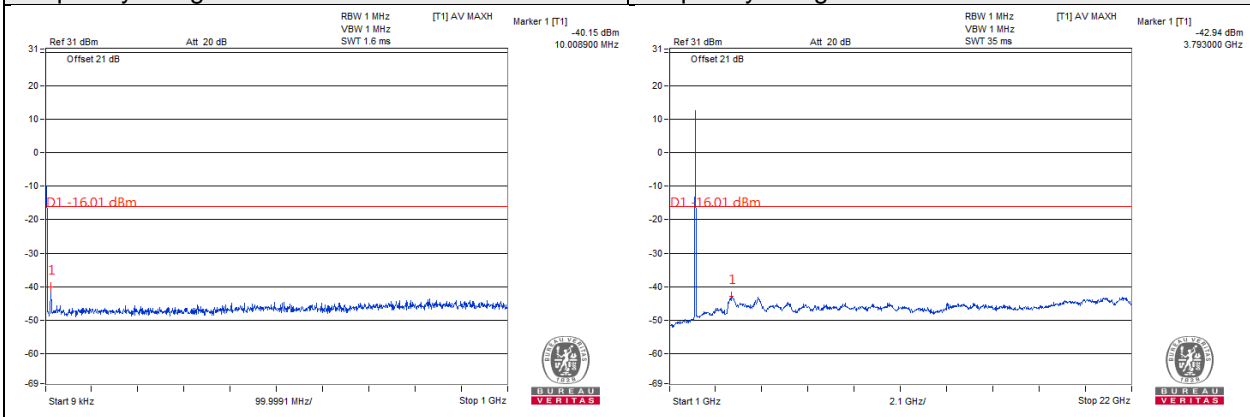 RBW 1 MHz [T1] AV MAXH Marker 1 [T1]
VBW 1 MHz -40.15 dBm
Ref 31 dBm Att 20 dB SWT 1.6 ms 10.008900 MHz
31
Offset 21 dB
20
10
0
-10
D1 -16.01 dBm
-20
-30
1
-40
-50
-60
-69
Start 9 kHz 99.9991 MHz/ Stop 1 GHz
BUREAU VERITAS
1828
BUREAU
VERITAS
RBW 1 MHz [T1] AV MAXH Marker 1 [T1]
VBW 1 MHz -42.94 dBm
Ref 31 dBm Att 20 dB SWT 35 ms 3.793000 GHz
31
Offset 21 dB
20
10
0
-10
D1 -16.01 dBm
-20
-30
1
-40
-50
-60
-69
Start 1 GHz 2.1 GHz/ Stop 22 GHz
BUREAU VERITAS
1828
BUREAU
VERITAS